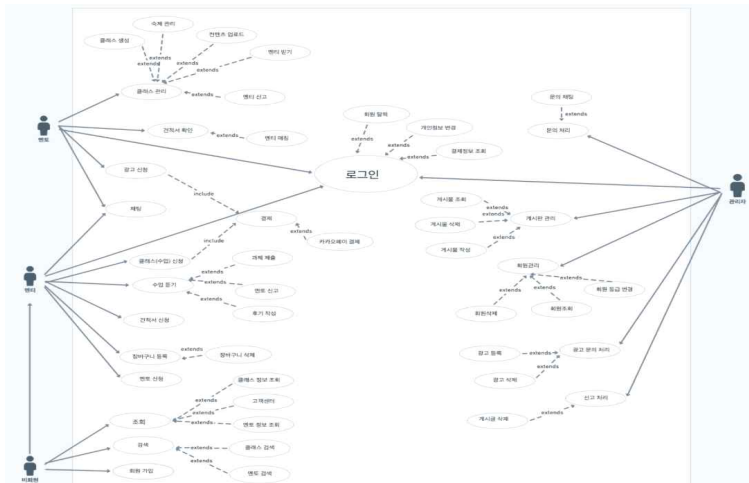 숙제 관리
클래스 생성
컨텐츠 업로드
멘티 받기
extends
extends
extends
extends
클래스 관리
extends
멘티 신고
멘토
견적서 확인
extends
멘티 매칭
광고 신청
채팅
include
결제
include
extends
카카오페이 결제
회원 탈퇴
개인정보 변경
결제정보 조회
extends
extends
extends
로그인
문의 채팅
extends
문의 처리
관리자
게시물 조회
게시물 삭제
게시물 작성
extends
extends
extends
게시판 관리
회원관리
extends
extends
extends
회원 등급 변경
회원조회
회원삭제
멘티
클래스(수업) 신청
수업 듣기
과제 제출
extends
extends
멘토 신고
extends
후기 작성
견적서 신청
장바구니 등록
extends
장바구니 삭제
멘토 신청
광고 등록
extends
광고 문의 처리
광고 삭제
extends
신고 처리
게시글 삭제
extends
클래스 정보 조회
고객센터
멘토 정보 조회
extends
extends
extends
조회
검색
extends
클래스 검색
extends
멘토 검색
회원 가입
비회원